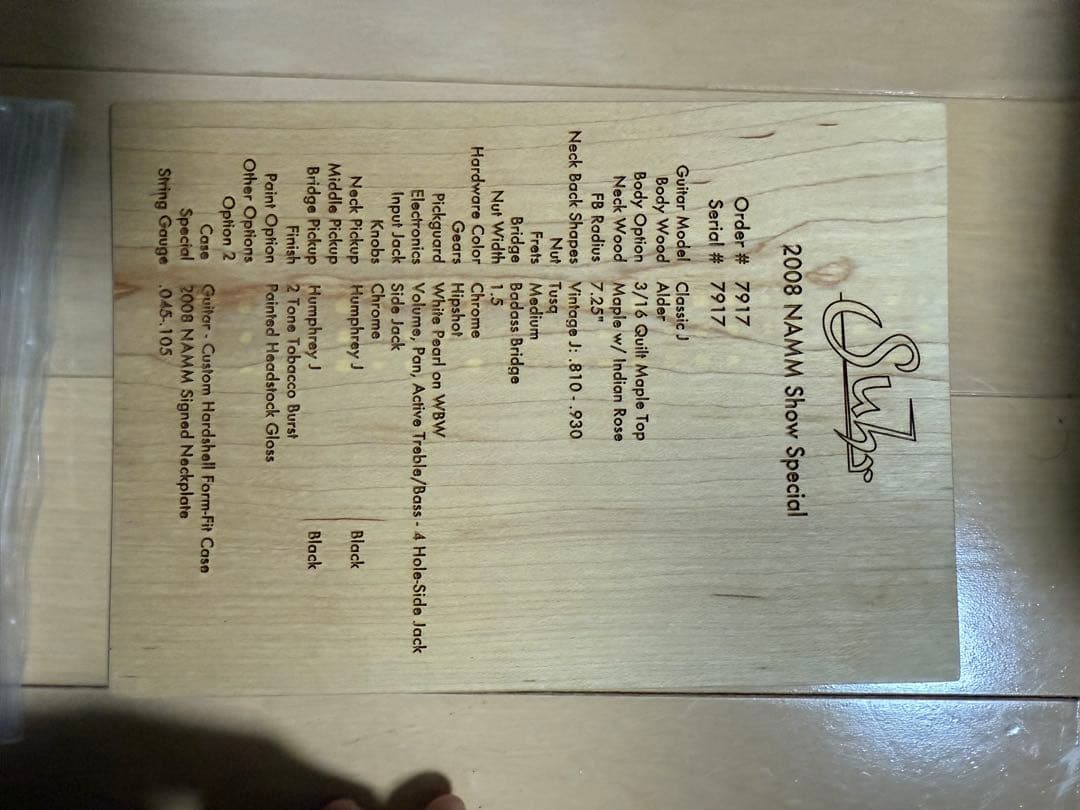 Suhr
2008 NAMM Show Special
Order # 7917
Serial # 7917
Guitar Model Classic J
Body Wood Alder
Body Option 3/16 Quilt Maple Top
Neck Wood Maple w/ Indian Rose
FB Radius 7.25"
Neck Back Shapes Vintage J: .810 - .930
Nut Tusq
Frets Medium
Bridge Badass Bridge
Nut Width 1.5
Hardware Color Chrome
Gears Hipshot
Pickguard White Pearl on WBW
Electronics Volume, Pan, Active Treble/Bass - 4 Hole-Side Jack
Input Jack Side Jack
Knobs Chrome
Neck Pickup Humphrey J Black
Middle Pickup
Bridge Pickup Humphrey J Black
Finish 2 Tone Tobacco Burst
Paint Option Painted Headstock Gloss
Other Options
Option 2
Case Guitar - Custom Hardshell Form-Fit Case
Special 2008 NAMM Signed Neckplate
String Gauge .045-.105